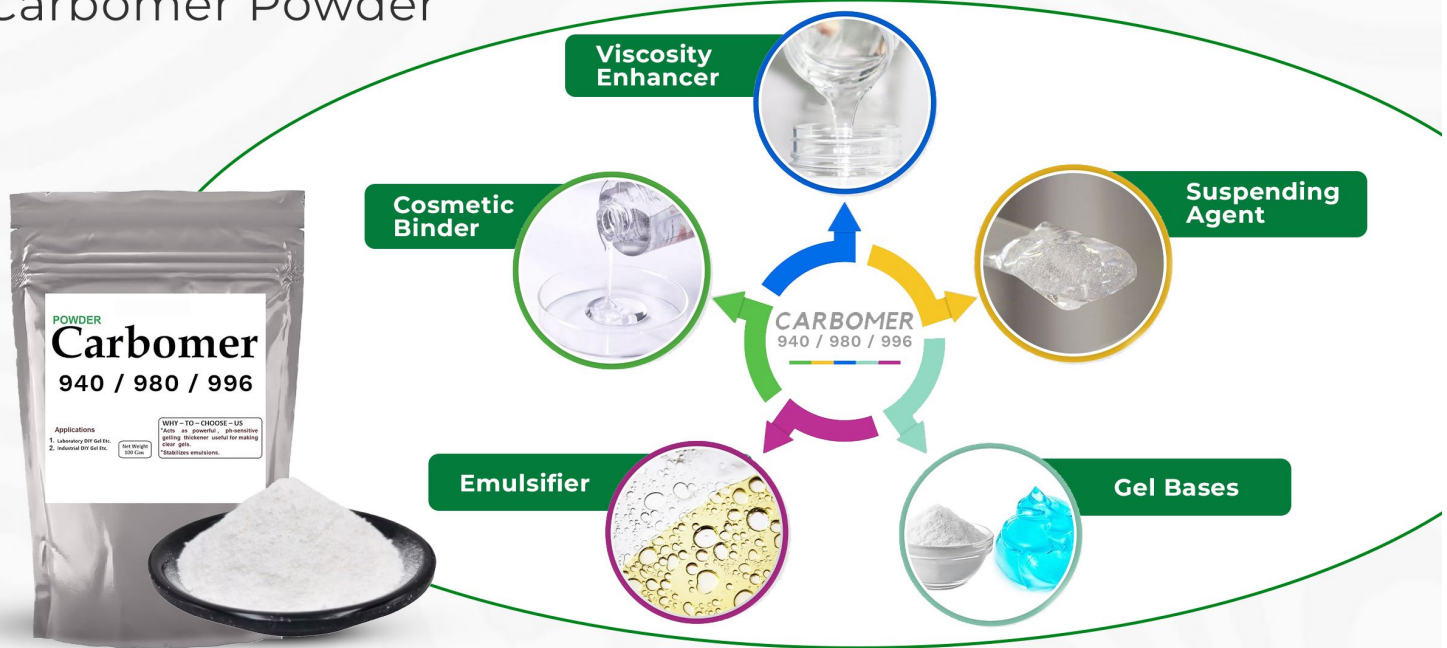 Carbomer Powder
Viscosity
Enhancer
Cosmetic
Binder
Suspending
Agent
CARBOMER
940 / 980 / 996
Emulsifier
Gel Bases
POWDER
Carbomer
940 / 980 / 996
Applications
1. Laboratory DIY Gel Etc.
2. Industrial DIY Gel Etc.
Net Weight
100 Gm
WHY – TO – CHOOSE – US
*Acts as powerful , ph-sensitive
gelling thickener useful for making
clear gels.
*Stabilizes emulsions.